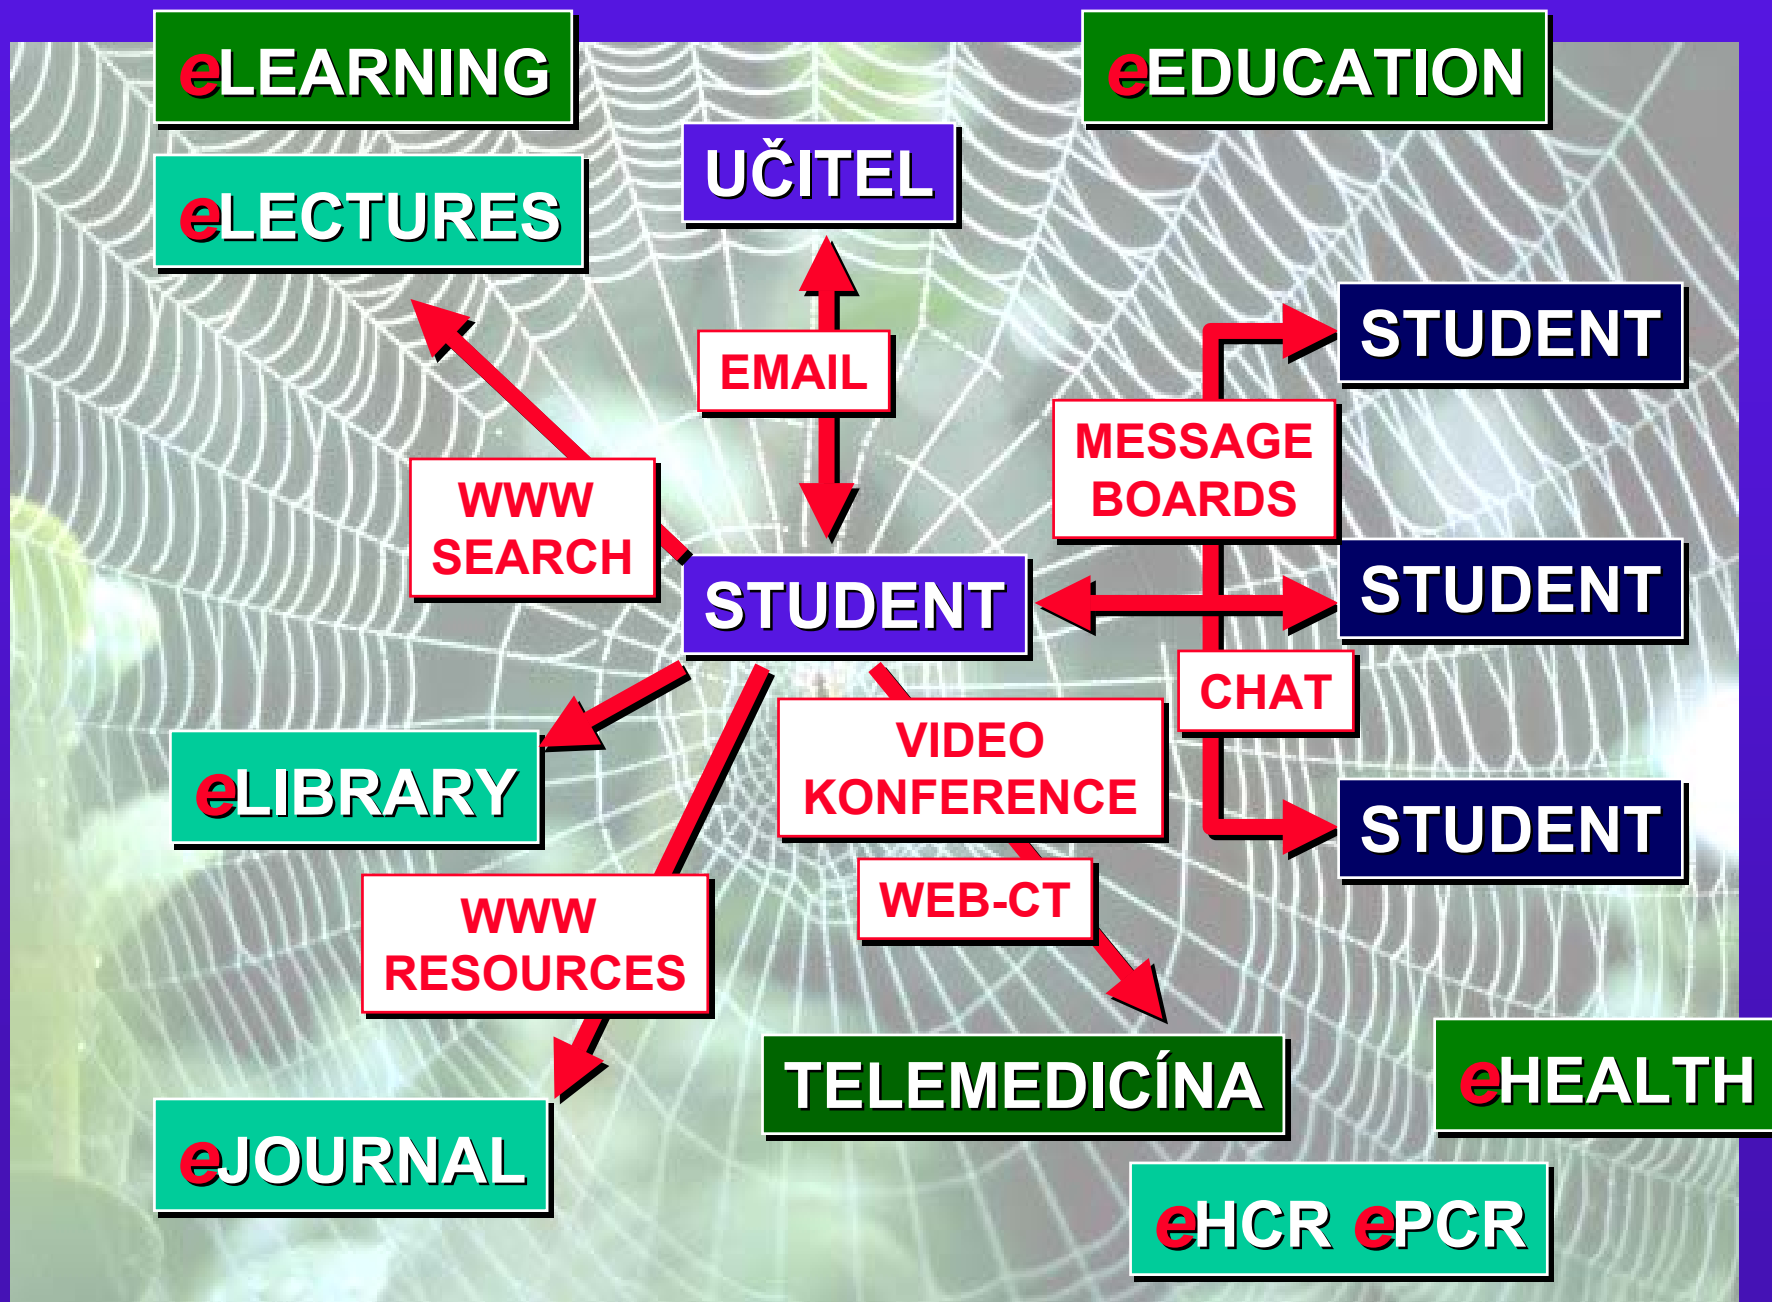 eLEARNING
eEDUCATION
UČITEL
eLECTURES
STUDENT
EMAIL
MESSAGE
BOARDS
WWW
SEARCH
STUDENT
STUDENT
CHAT
VIDEO
KONFERENCE
eLIBRARY
STUDENT
WEB-CT
WWW
RESOURCES
TELEMEDICÍNA
eHEALTH
eJOURNAL
eHCR ePCR